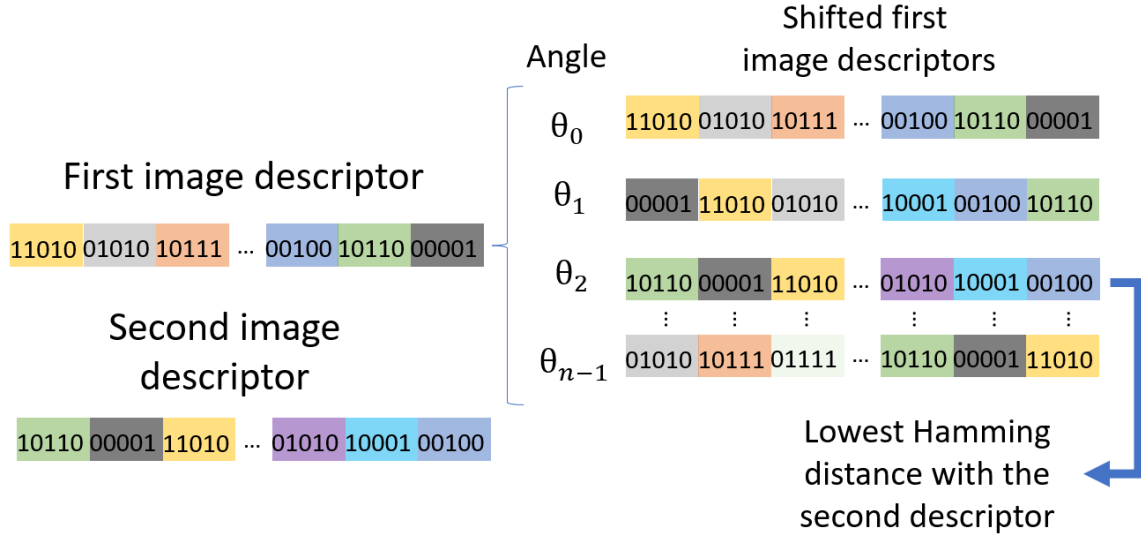 First image descriptor
11010 01010 10111 ... 00100 10110 00001
Second image
descriptor
10110 00001 11010 ... 01010 10001 00100
Angle
Shifted first
image descriptors
θ₀ 11010 01010 10111 ... 00100 10110 00001
θ₁ 00001 11010 01010 ... 10001 00100 10110
θ₂ 10110 00001 11010 ... 01010 10001 00100
⋮ ⋮ ⋮ ⋮ ⋮ ⋮
θₙ₋₁ 01010 10111 01111 ... 10110 00001 11010
Lowest Hamming
distance with the
second descriptor